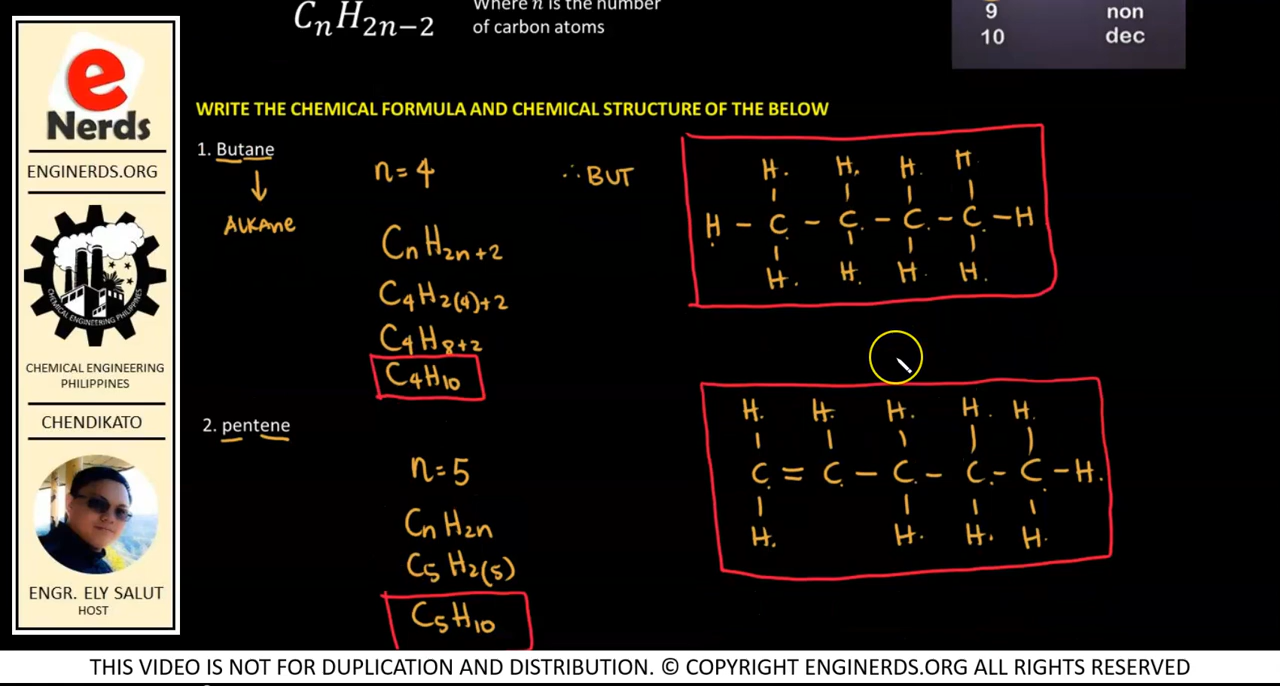 CnH2n−2
Where n is the number
of carbon atoms
9 non
10 dec
e
Nerds
ENGINERDS.ORG
CHEMICAL ENGINEERING PHILIPPINES
CHEMICAL ENGINEERING
PHILIPPINES
CHENDIKATO
ENGR. ELY SALUT
HOST
WRITE THE CHEMICAL FORMULA AND CHEMICAL STRUCTURE OF THE BELOW
1. Butane
ALKANE
n=4
∴BUT
CnH2n+2
C4H2(4)+2
C4H8+2
C4H10
H. H. H. H
H - C - C - C - C - H
H. H. H. H.
2. pentene
n=5
CnH2n
C5H2(5)
C5H10
H. H. H. H. H.
C = C - C - C - C - H.
H. H. H. H.
THIS VIDEO IS NOT FOR DUPLICATION AND DISTRIBUTION. © COPYRIGHT ENGINERDS.ORG ALL RIGHTS RESERVED